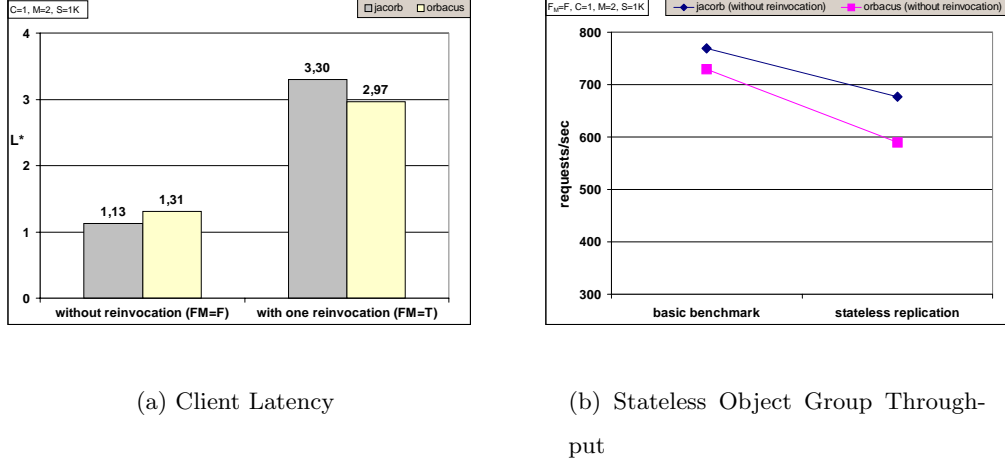 C=1, M=2, S=1K
jacorb orbacus
4
3
2
1
0
L*
1,13
1,31
3,30
2,97
without reinvocation (FM=F) with one reinvocation (FM=T)
(a) Client Latency
F_M=F, C=1, M=2, S=1K
jacorb (without reinvocation) orbacus (without reinvocation)
800
700
600
500
400
300
requests/sec
basic benchmark stateless replication
(b) Stateless Object Group Through-
put